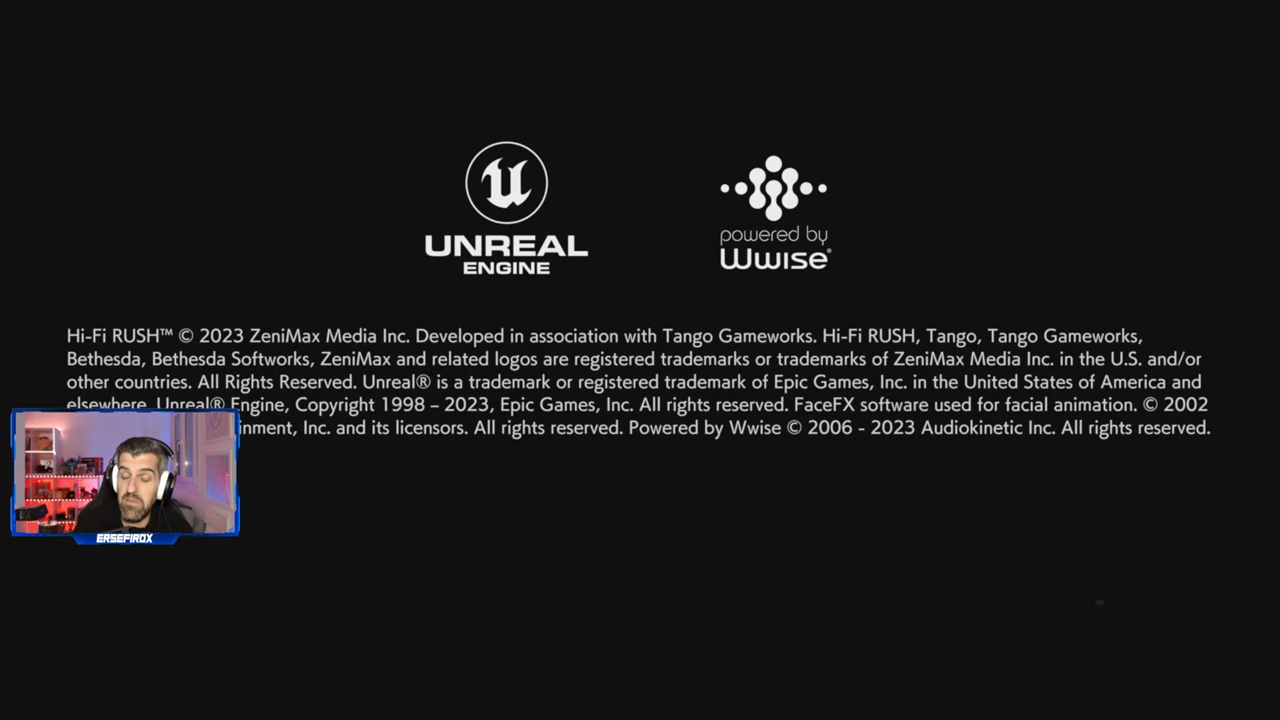 UNREAL
ENGINE
powered by
Wwise®
Hi-Fi RUSH™ © 2023 ZeniMax Media Inc. Developed in association with Tango Gameworks. Hi-Fi RUSH, Tango, Tango Gameworks,
Bethesda, Bethesda Softworks, ZeniMax and related logos are registered trademarks or trademarks of ZeniMax Media Inc. in the U.S. and/or
other countries. All Rights Reserved. Unreal® is a trademark or registered trademark of Epic Games, Inc. in the United States of America and
elsewhere. Unreal® Engine, Copyright 1998 – 2023, Epic Games, Inc. All rights reserved. FaceFX software used for facial animation. © 2002
Inc. and its licensors. All rights reserved. Powered by Wwise © 2006 - 2023 Audiokinetic Inc. All rights reserved.
ERSEFIROX